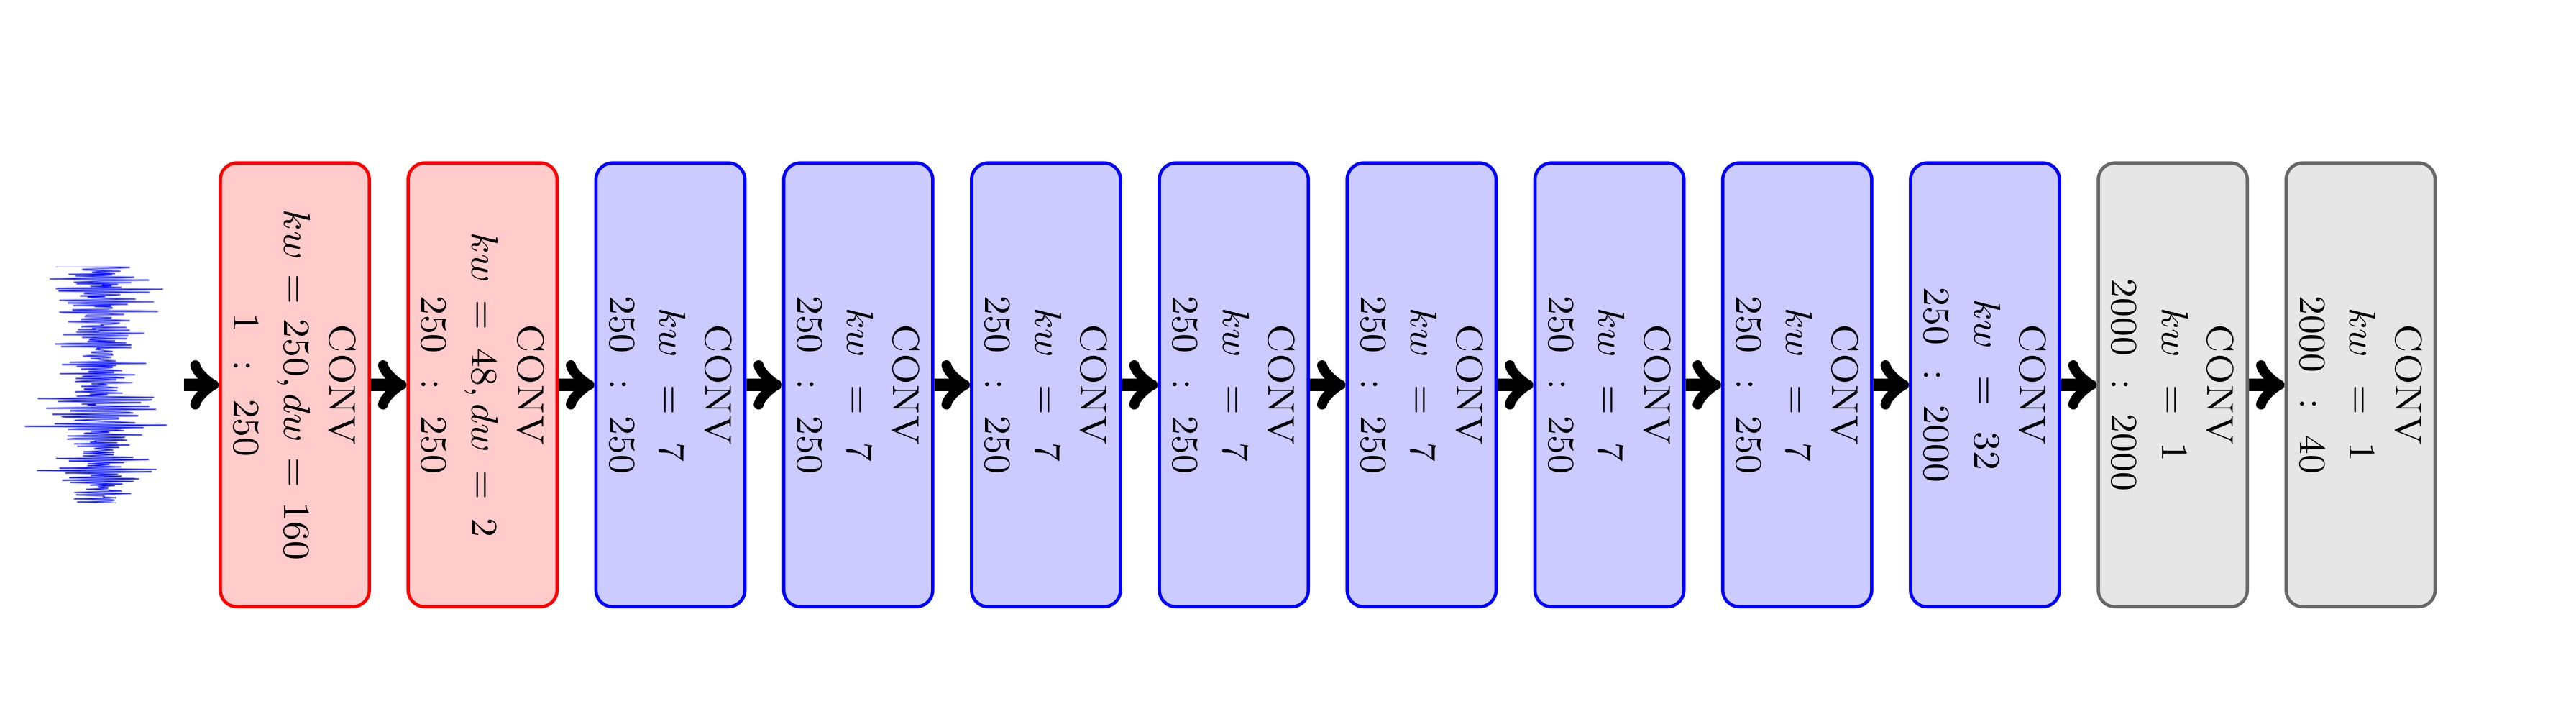 CONV
kw = 250, dw = 160
1 : 250
CONV
kw = 48, dw = 2
250 : 250
CONV
kw = 7
250 : 250
CONV
kw = 7
250 : 250
CONV
kw = 7
250 : 250
CONV
kw = 7
250 : 250
CONV
kw = 7
250 : 250
CONV
kw = 7
250 : 250
CONV
kw = 7
250 : 250
CONV
kw = 32
250 : 2000
CONV
kw = 1
2000 : 2000
CONV
kw = 1
2000 : 40